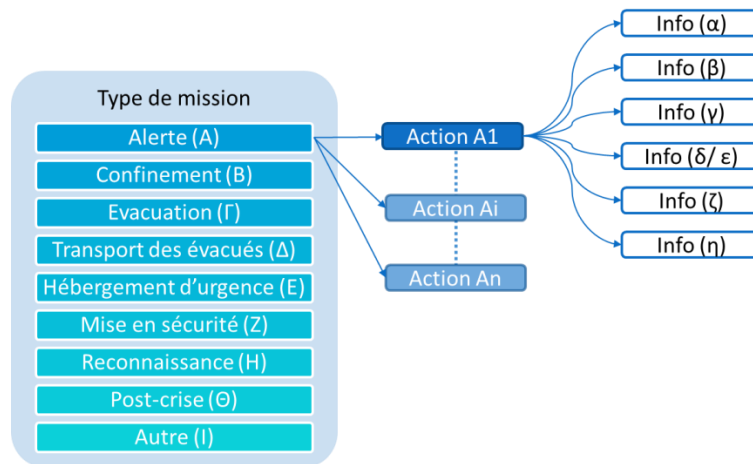 Type de mission
Alerte (A)
Confinement (B)
Evacuation (Γ)
Transport des évacués (Δ)
Hébergement d'urgence (E)
Mise en sécurité (Z)
Reconnaissance (H)
Post-crise (Θ)
Autre (I)
Action A1
Action Ai
Action An
Info (α)
Info (β)
Info (γ)
Info (δ/ ε)
Info (ζ)
Info (η)